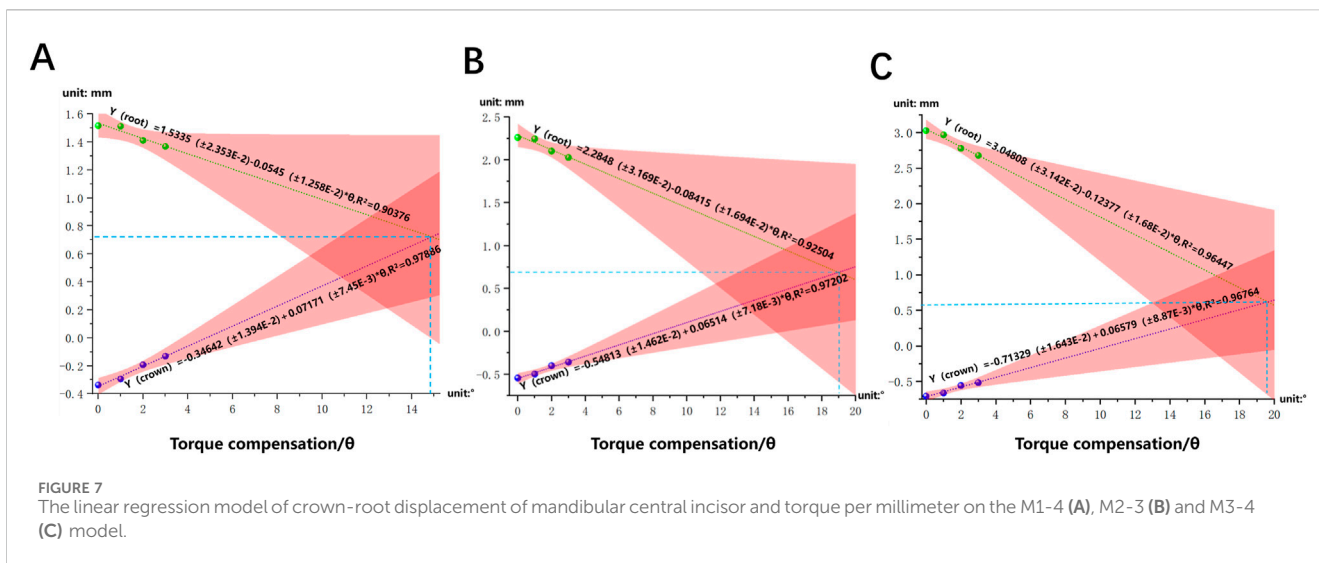 A
unit: mm
1.6
1.4
1.2
1.0
0.8
0.6
0.4
0.2
0.0
−0.2
−0.4
Y (root) =1.5335 (±2.353E-2)-0.0545 (±1.258E-2)*θ,R²=0.90376
Y (crown) =-0.34642 (±1.394E-2)+0.07171 (±7.45E-3)*θ,R²=0.97886
0 2 4 6 8 10 12 14
unit:°
Torque compensation/θ
B
unit: mm
2.5
2.0
1.5
1.0
0.5
0.0
−0.5
Y (root) =2.2848 (±3.169E-2)-0.08415 (±1.694E-2)*θ,R²=0.92504
Y (crown) =-0.54813 (±1.462E-2)+0.06514 (±7.18E-3)*θ,R²=0.97202
0 2 4 6 8 10 12 14 16 18 20
unit:°
Torque compensation/θ
C
unit: mm
3.0
2.5
2.0
1.5
1.0
0.5
0.0
−0.5
Y (root) =3.04808 (±3.142E-2)-0.12377 (±1.68E-2)*θ,R²=0.96447
Y (crown) =-0.71329 (±1.643E-2)+0.06579 (±8.87E-3)*θ,R²=0.96764
0 2 4 6 8 10 12 14 16 18 20
unit:°
Torque compensation/θ
FIGURE 7
The linear regression model of crown-root displacement of mandibular central incisor and torque per millimeter on the M1-4 (A), M2-3 (B) and M3-4
(C) model.